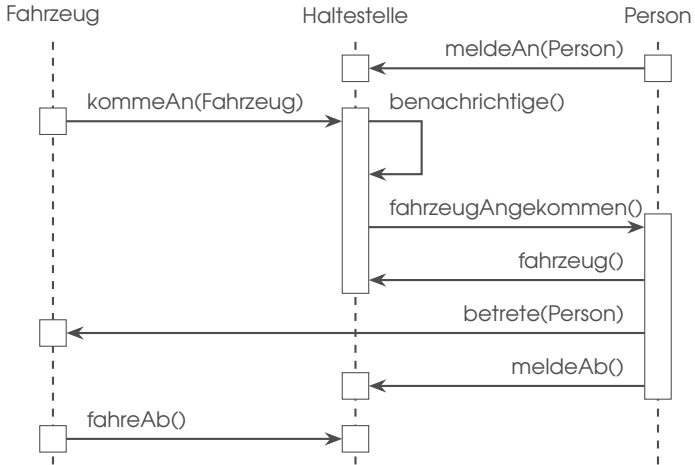 Fahrzeug
Haltestelle
Person
meldeAn(Person)
kommeAn(Fahrzeug)
benachrichtige()
fahrzeugAngekommen()
fahrzeug()
betrete(Person)
meldeAb()
fahreAb()